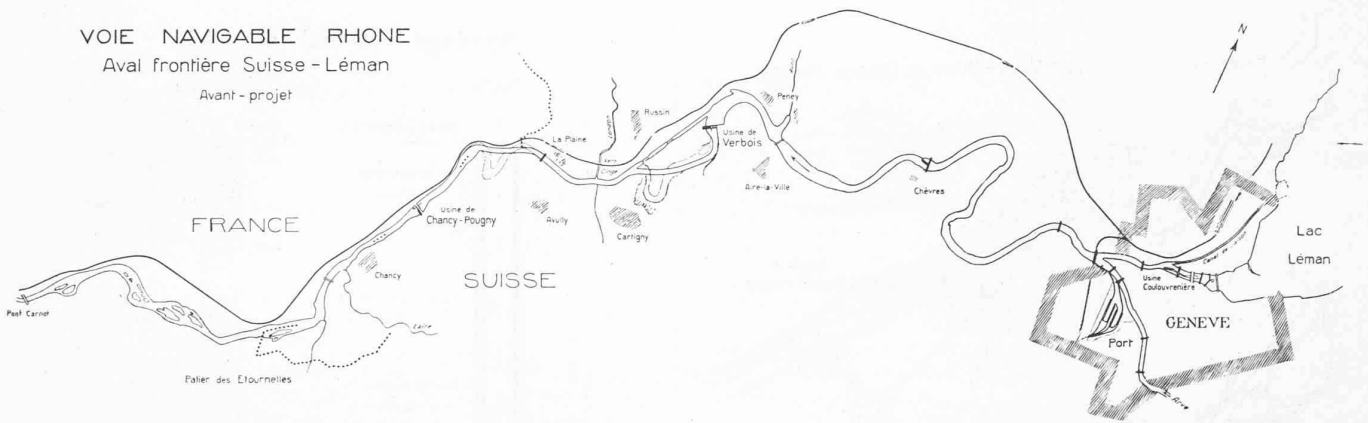 VOIE NAVIGABLE RHONE
Aval frontière Suisse - Léman
Avant - projet
N
FRANCE
SUISSE
Pont Carnot
Palier des Etournelles
Chancy
Laire
Usine de
Chancy-Pougny
La Plaine
Avully
Russin
Cartigny
Usine de
Verbois
Peney
Aire-la-Ville
Chèvres
Usine
Coulouvrenière
Lac
Léman
GENEVE
Port
Arve